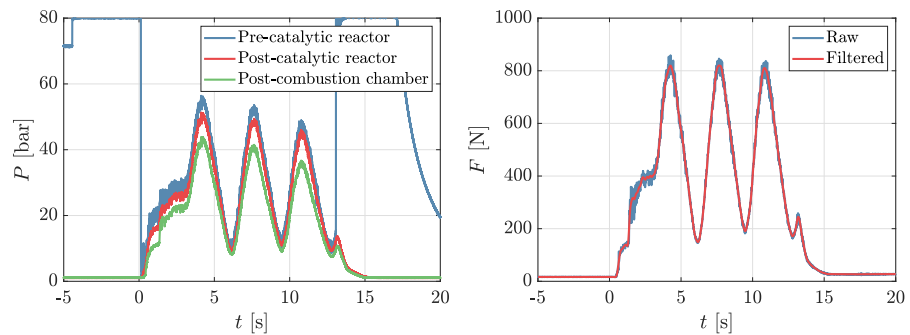 80
60
40
20
0
P [bar]
-5
0
5
10
15
20
t [s]
Pre-catalytic reactor
Post-catalytic reactor
Post-combustion chamber
1000
800
600
400
200
0
F [N]
-5
0
5
10
15
20
t [s]
Raw
Filtered